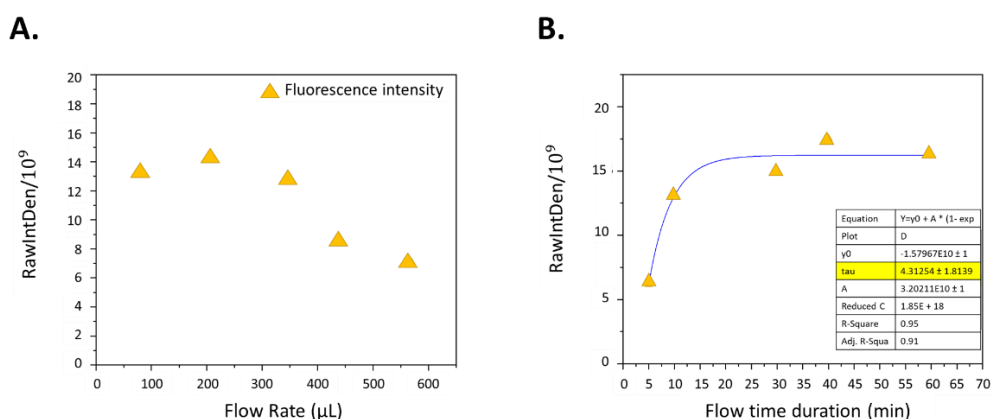 A.
RawIntDen/10⁹
20
18
16
14
12
10
8
6
4
2
0
Fluorescence intensity
0 100 200 300 400 500 600
Flow Rate (µL)
B.
RawIntDen/10⁹
20
15
10
5
0
Equation Y=y0 + A * (1- exp
Plot D
y0 -1.57967E10 ± 1
tau 4.31254 ± 1.8139
A 3.20211E10 ± 1
Reduced C 1.85E + 18
R-Square 0.95
Adj. R-Squa 0.91
0 5 10 15 20 25 30 35 40 45 50 55 60 65 70
Flow time duration (min)